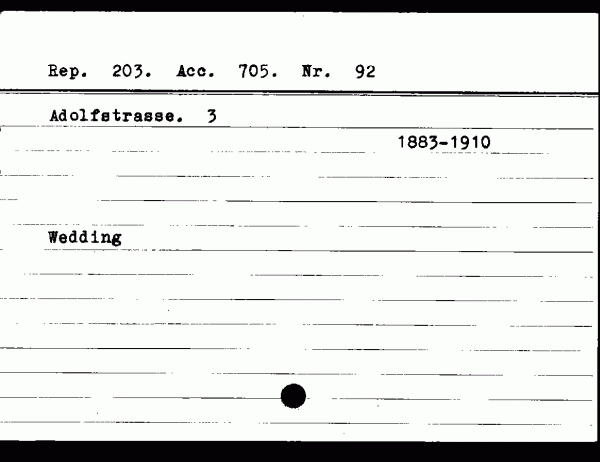 Rep. 203. Acc. 705. Nr. 92
Adolfstrasse. 3
1883-1910
Wedding